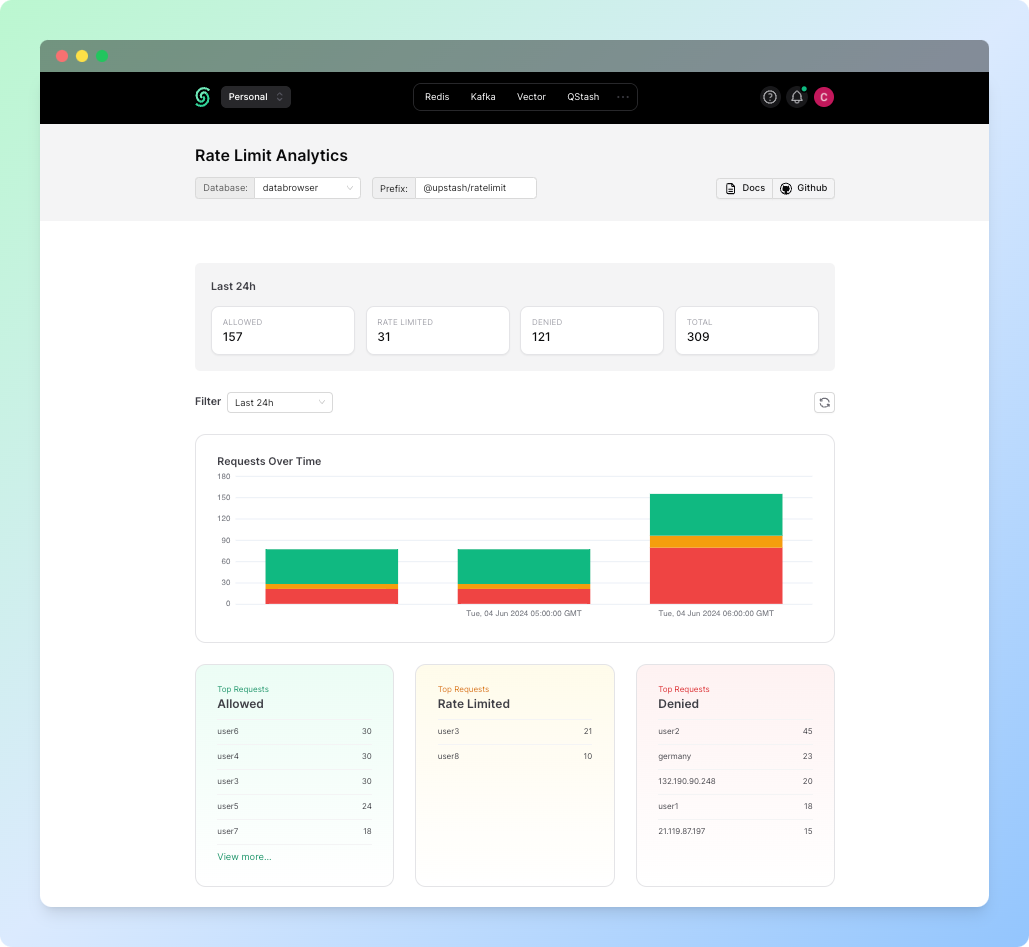 Personal Redis Kafka Vector QStash ··· C
Rate Limit Analytics
Database: databrowser Prefix: @upstash/ratelimit Docs Github
Last 24h
ALLOWED RATE LIMITED DENIED TOTAL
157 31 121 309
Filter Last 24h
Requests Over Time
180
150
120
90
60
30
0
Tue, 04 Jun 2024 05:00:00 GMT Tue, 04 Jun 2024 06:00:00 GMT
Top Requests
Allowed
user6 30
user4 30
user3 30
user5 24
user7 18
View more...
Top Requests
Rate Limited
user3 21
user8 10
Top Requests
Denied
user2 45
germany 23
132.190.90.248 20
user1 18
21.119.87.197 15